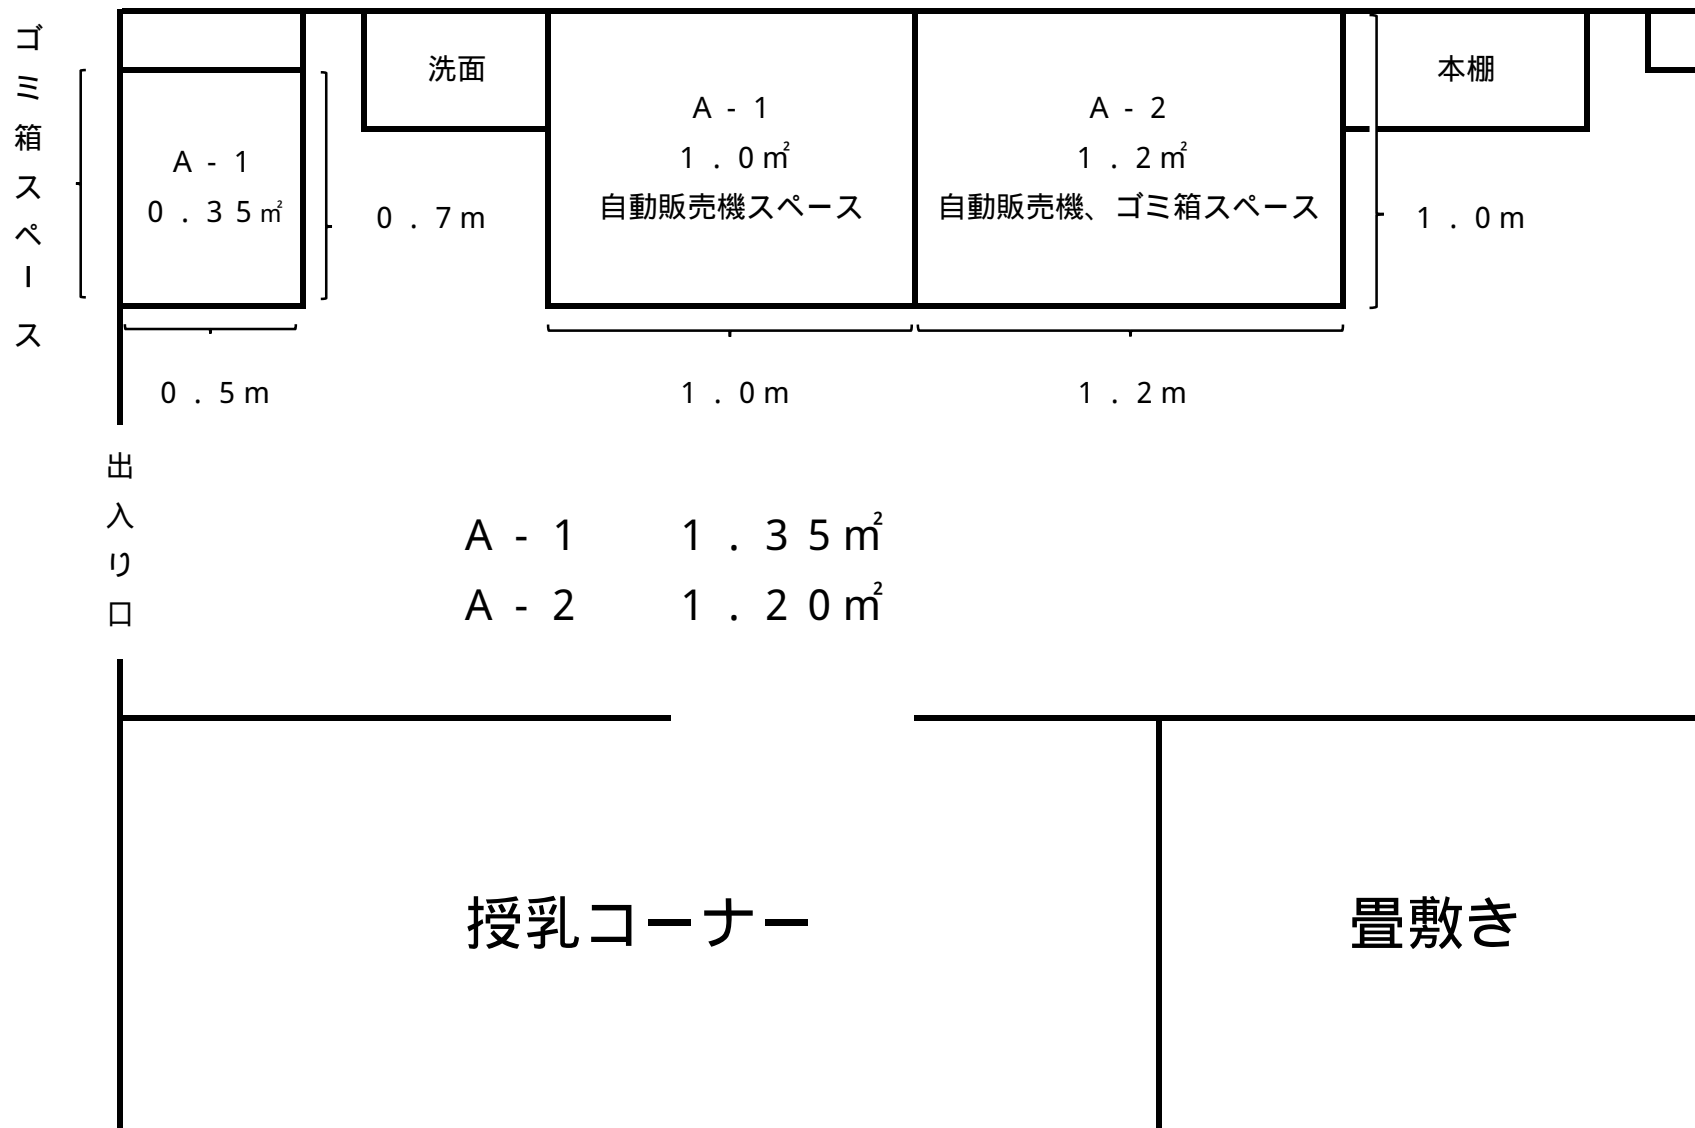 ゴミ箱スペース
A-1
0.35㎡
0.7m
0.5m
洗面
A-1
1.0㎡
自動販売機スペース
1.0m
A-2
1.2㎡
自動販売機、ゴミ箱スペース
1.2m
本棚
1.0m
出入り口
A-1 1.35㎡
A-2 1.20㎡
授乳コーナー
畳敷き